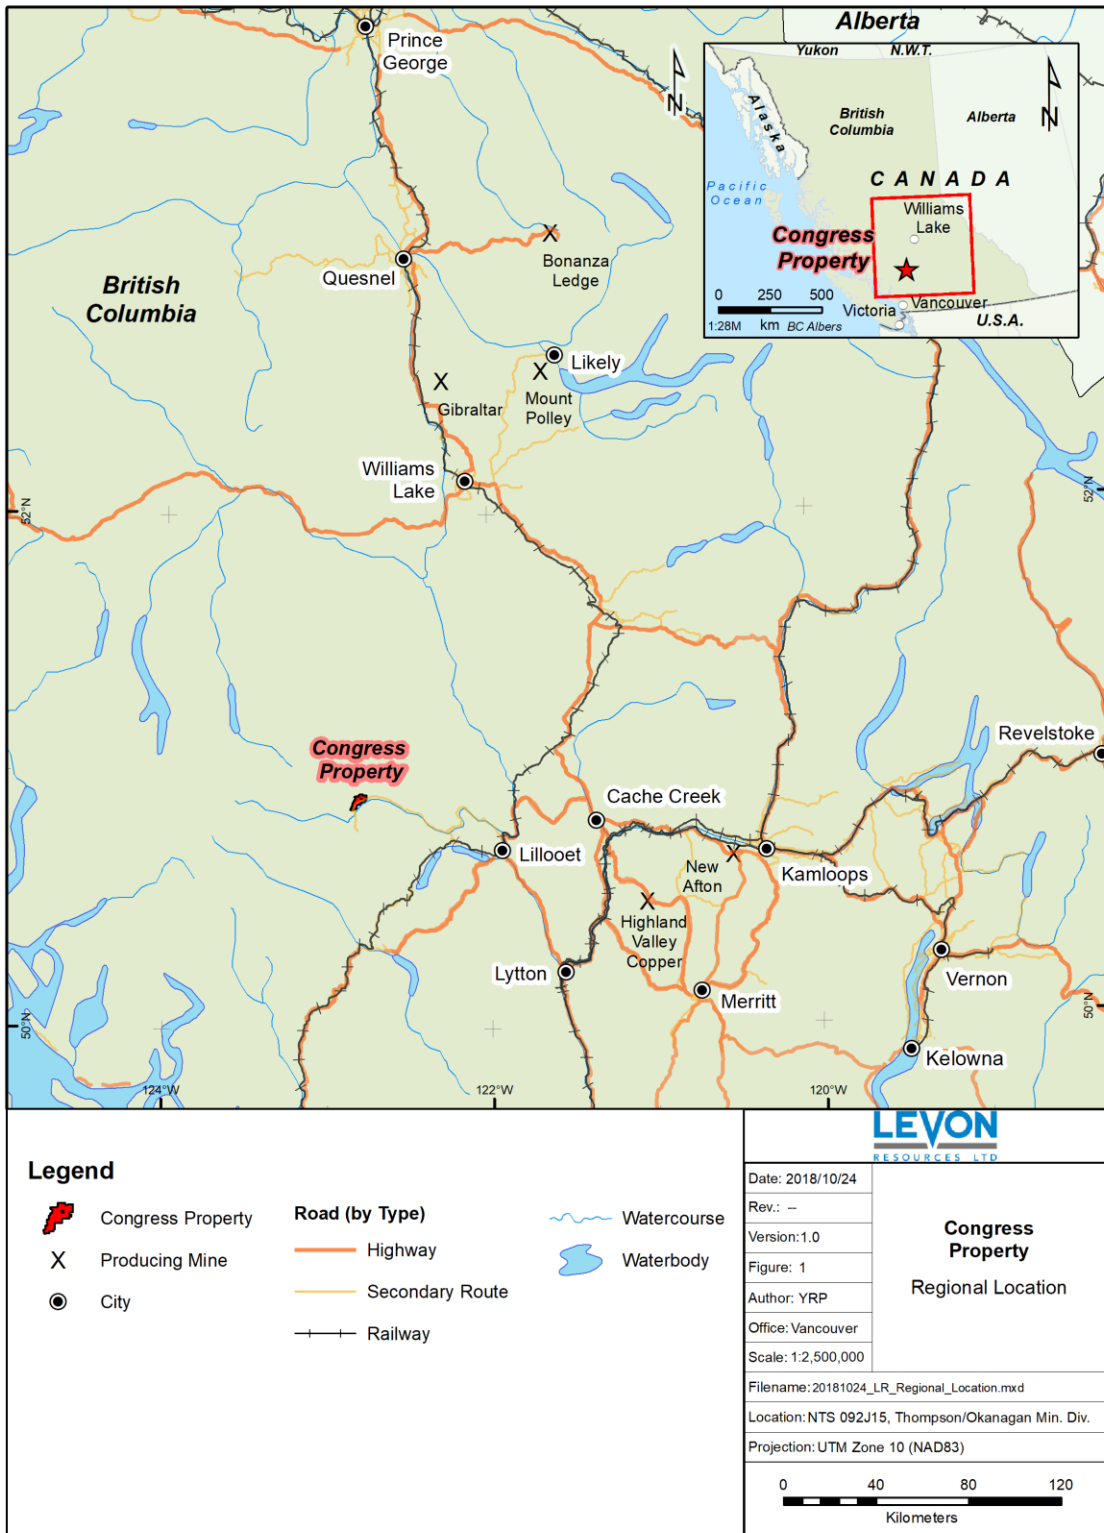 Alberta
Prince
George
Yukon
N.W.T.
N
N
Alaska
British
Columbia
Alberta
Pacific
Ocean
CANADA
Williams
Lake
Congress
Property
Vancouver
Victoria
U.S.A.
0 250 500
1:28M km BC Albers
Bonanza
Ledge
Quesnel
British
Columbia
Likely
Mount
Polley
Gibraltar
Williams
Lake
52°N
52°N
Congress
Property
Revelstoke
Cache Creek
Lillooet
Kamloops
New
Afton
Highland
Valley
Copper
Lytton
Merritt
Vernon
50°N
50°N
Kelowna
124°W
122°W
120°W
Legend
Congress Property
Producing Mine
City
Road (by Type)
Highway
Secondary Route
Railway
Watercourse
Waterbody
LEVON
RESOURCES LTD
Date: 2018/10/24
Rev.: --
Version:1.0
Figure: 1
Author: YRP
Office: Vancouver
Scale: 1:2,500,000
Congress
Property
Regional Location
Filename: 20181024_LR_Regional_Location.mxd
Location: NTS 092J15, Thompson/Okanagan Min. Div.
Projection: UTM Zone 10 (NAD83)
0 40 80 120
Kilometers